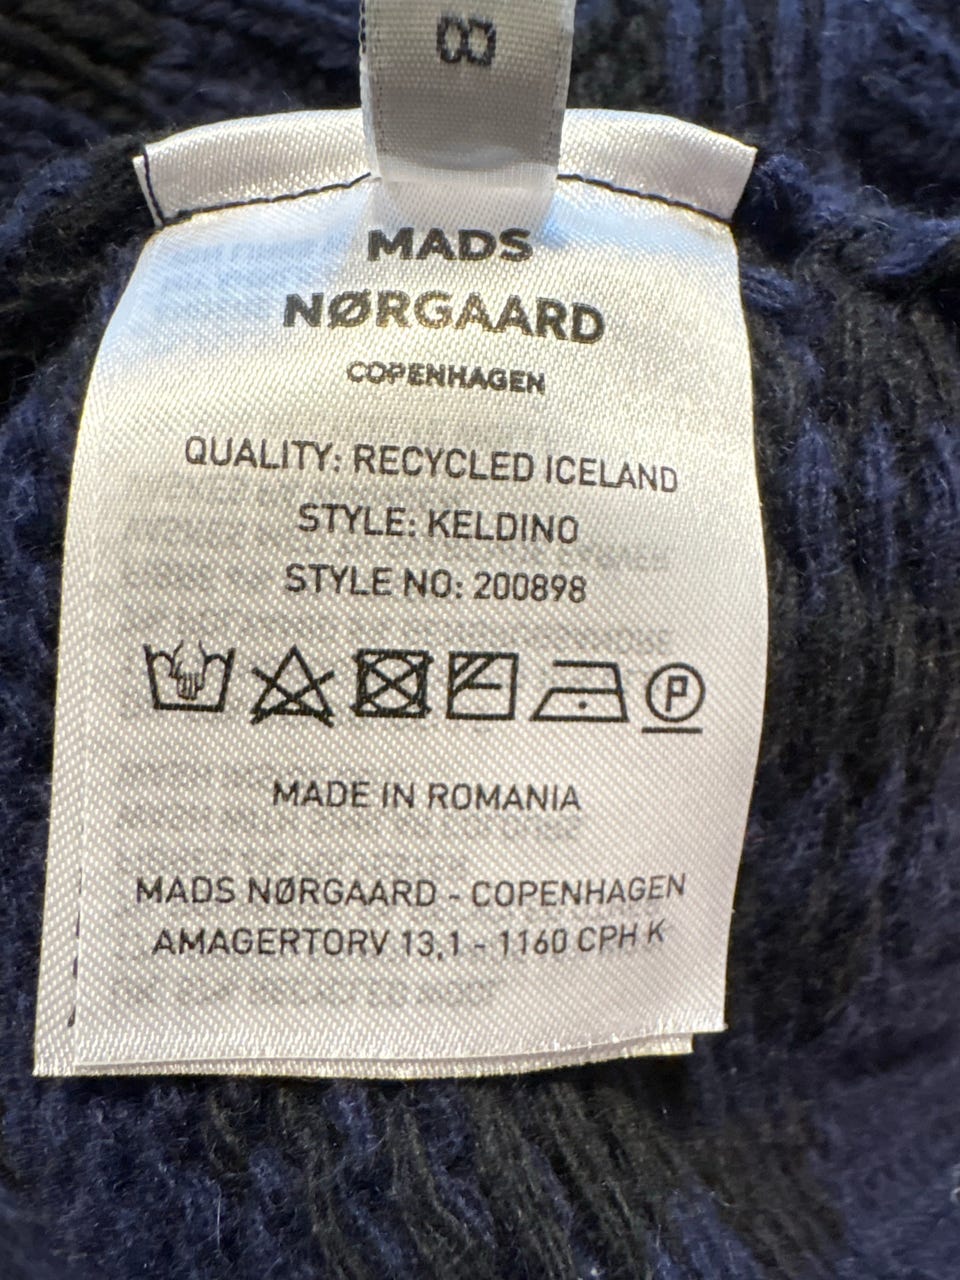 8
MADS
NØRGAARD
COPENHAGEN
QUALITY: RECYCLED ICELAND
STYLE: KELDINO
STYLE NO: 200898
P
MADE IN ROMANIA
MADS NØRGAARD - COPENHAGEN
AMAGERTORV 13,1 - 1160 CPH K